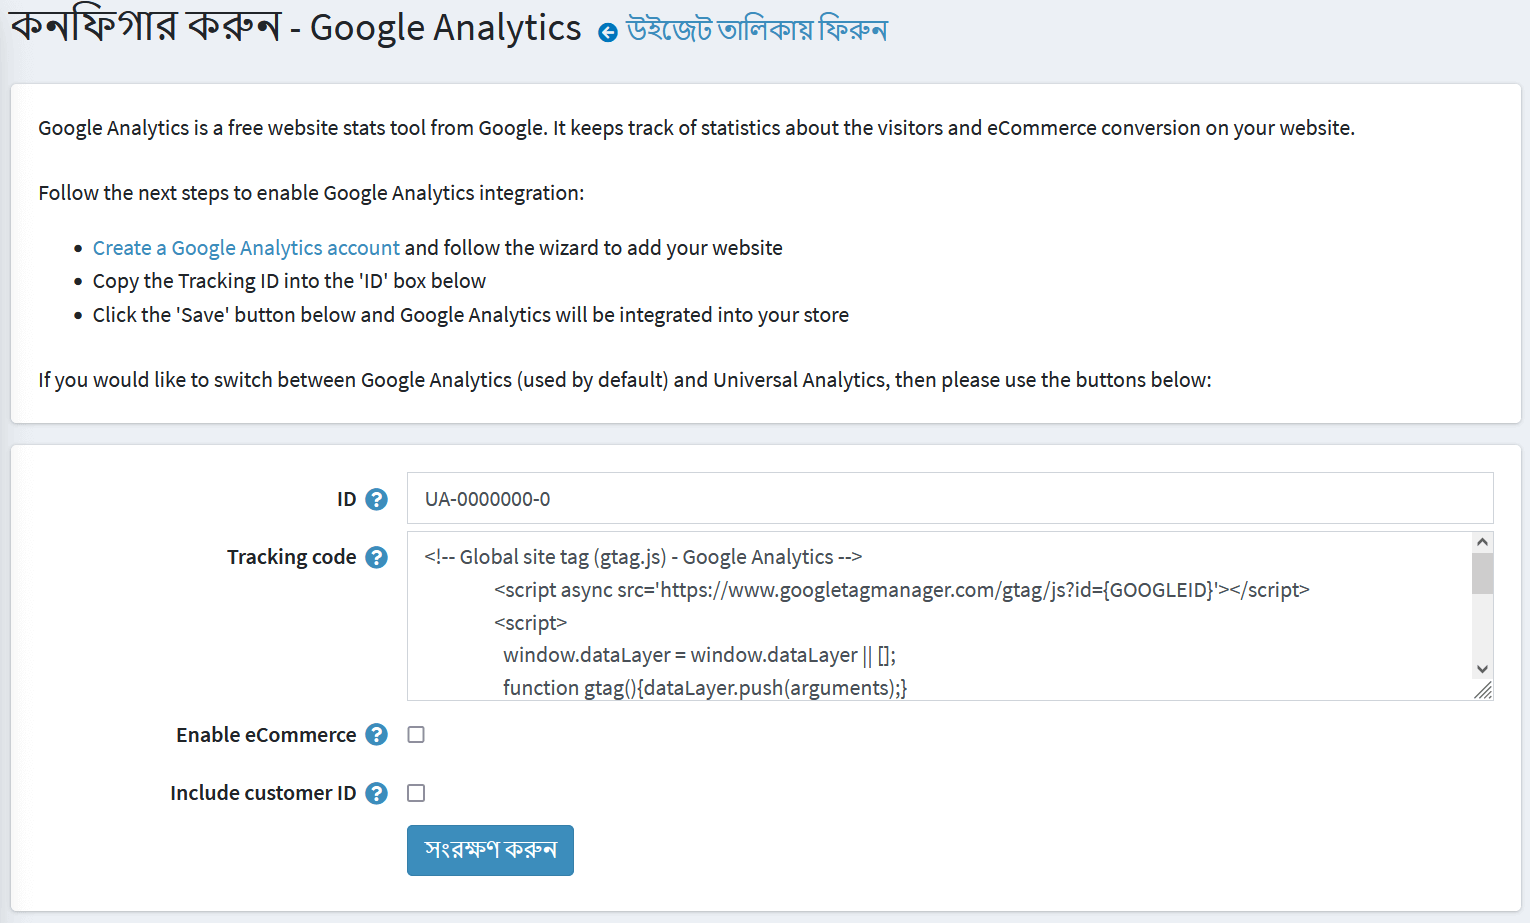 কনফিগার করুন - Google Analytics উইজেট তালিকায় ফিরুন
Google Analytics is a free website stats tool from Google. It keeps track of statistics about the visitors and eCommerce conversion on your website.
Follow the next steps to enable Google Analytics integration:
Create a Google Analytics account and follow the wizard to add your website
Copy the Tracking ID into the 'ID' box below
Click the 'Save' button below and Google Analytics will be integrated into your store
If you would like to switch between Google Analytics (used by default) and Universal Analytics, then please use the buttons below:
ID ? UA-0000000-0
Tracking code ? <!-- Global site tag (gtag.js) - Google Analytics -->
<script async src='https://www.googletagmanager.com/gtag/js?id={GOOGLEID}'></script>
<script>
window.dataLayer = window.dataLayer || [];
function gtag(){dataLayer.push(arguments);}
Enable eCommerce ?
Include customer ID ?
সংরক্ষণ করুন